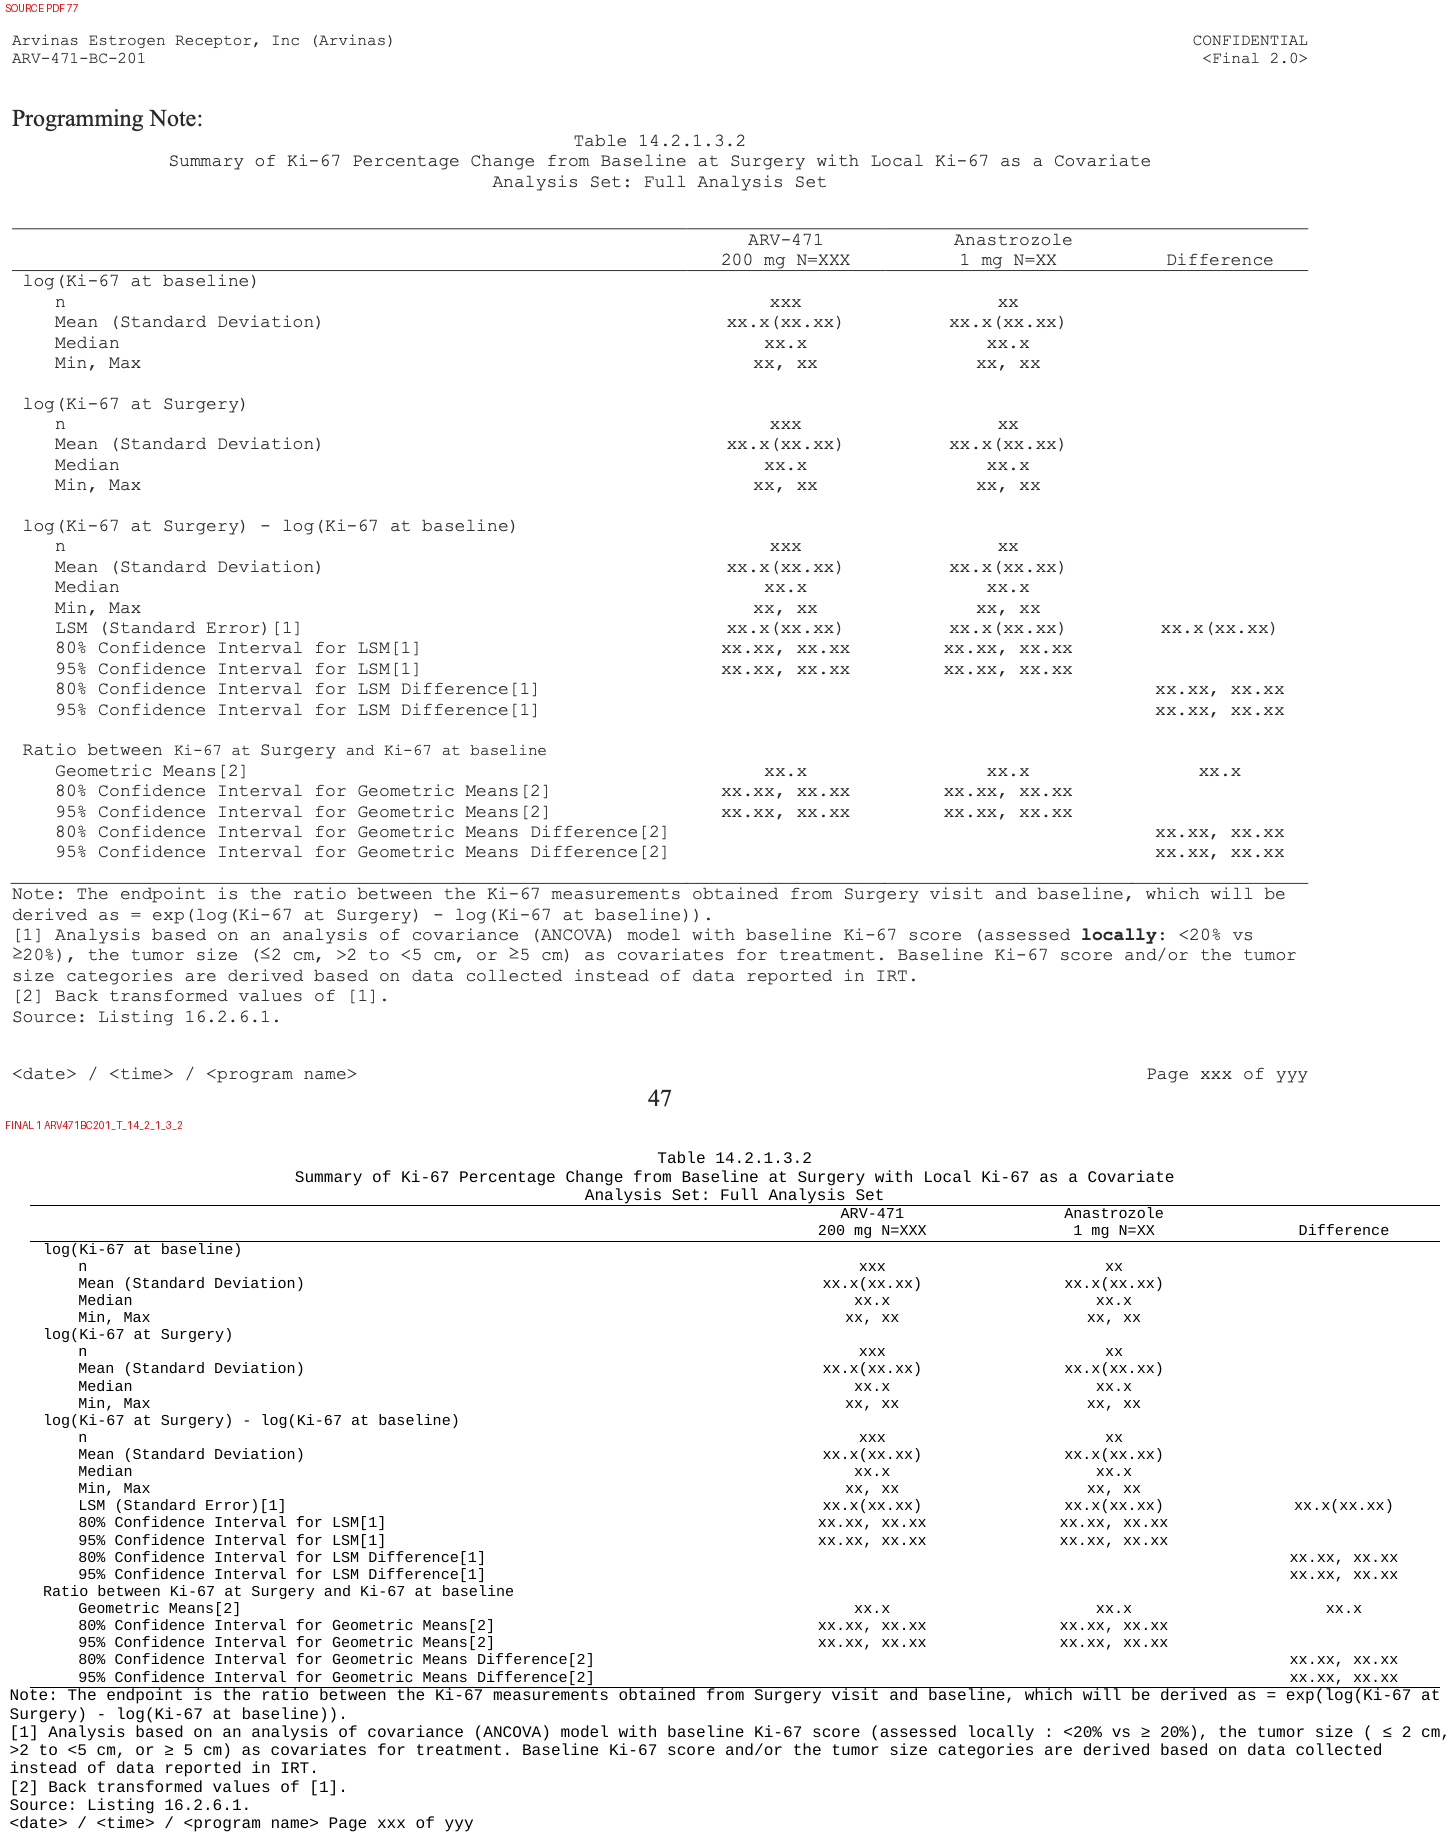 SOURCE PDF 77
Arvinas Estrogen Receptor, Inc (Arvinas) CONFIDENTIAL
ARV-471-BC-201 <Final 2.0>
Programming Note:
Table 14.2.1.3.2
Summary of Ki-67 Percentage Change from Baseline at Surgery with Local Ki-67 as a Covariate
Analysis Set: Full Analysis Set
ARV-471 Anastrozole
200 mg N=XXX 1 mg N=XX Difference
log(Ki-67 at baseline)
n xxx xx
Mean (Standard Deviation) xx.x(xx.xx) xx.x(xx.xx)
Median xx.x xx.x
Min, Max xx, xx xx, xx
log(Ki-67 at Surgery)
n xxx xx
Mean (Standard Deviation) xx.x(xx.xx) xx.x(xx.xx)
Median xx.x xx.x
Min, Max xx, xx xx, xx
log(Ki-67 at Surgery) - log(Ki-67 at baseline)
n xxx xx
Mean (Standard Deviation) xx.x(xx.xx) xx.x(xx.xx)
Median xx.x xx.x
Min, Max xx, xx xx, xx
LSM (Standard Error)[1] xx.x(xx.xx) xx.x(xx.xx) xx.x(xx.xx)
80% Confidence Interval for LSM[1] xx.xx, xx.xx xx.xx, xx.xx
95% Confidence Interval for LSM[1] xx.xx, xx.xx xx.xx, xx.xx
80% Confidence Interval for LSM Difference[1] xx.xx, xx.xx
95% Confidence Interval for LSM Difference[1] xx.xx, xx.xx
Ratio between Ki-67 at Surgery and Ki-67 at baseline
Geometric Means[2] xx.x xx.x xx.x
80% Confidence Interval for Geometric Means[2] xx.xx, xx.xx xx.xx, xx.xx
95% Confidence Interval for Geometric Means[2] xx.xx, xx.xx xx.xx, xx.xx
80% Confidence Interval for Geometric Means Difference[2] xx.xx, xx.xx
95% Confidence Interval for Geometric Means Difference[2] xx.xx, xx.xx
Note: The endpoint is the ratio between the Ki-67 measurements obtained from Surgery visit and baseline, which will be
derived as = exp(log(Ki-67 at Surgery) - log(Ki-67 at baseline)).
[1] Analysis based on an analysis of covariance (ANCOVA) model with baseline Ki-67 score (assessed locally: <20% vs
≥20%), the tumor size (≤2 cm, >2 to <5 cm, or ≥5 cm) as covariates for treatment. Baseline Ki-67 score and/or the tumor
size categories are derived based on data collected instead of data reported in IRT.
[2] Back transformed values of [1].
Source: Listing 16.2.6.1.
<date> / <time> / <program name> Page xxx of yyy
47
FINAL 1 ARV471BC201_T_14_2_1_3_2
Table 14.2.1.3.2
Summary of Ki-67 Percentage Change from Baseline at Surgery with Local Ki-67 as a Covariate
Analysis Set: Full Analysis Set
ARV-471 Anastrozole
200 mg N=XXX 1 mg N=XX Difference
log(Ki-67 at baseline)
n xxx xx
Mean (Standard Deviation) xx.x(xx.xx) xx.x(xx.xx)
Median xx.x xx.x
Min, Max xx, xx xx, xx
log(Ki-67 at Surgery)
n xxx xx
Mean (Standard Deviation) xx.x(xx.xx) xx.x(xx.xx)
Median xx.x xx.x
Min, Max xx, xx xx, xx
log(Ki-67 at Surgery) - log(Ki-67 at baseline)
n xxx xx
Mean (Standard Deviation) xx.x(xx.xx) xx.x(xx.xx)
Median xx.x xx.x
Min, Max xx, xx xx, xx
LSM (Standard Error)[1] xx.x(xx.xx) xx.x(xx.xx) xx.x(xx.xx)
80% Confidence Interval for LSM[1] xx.xx, xx.xx xx.xx, xx.xx
95% Confidence Interval for LSM[1] xx.xx, xx.xx xx.xx, xx.xx
80% Confidence Interval for LSM Difference[1] xx.xx, xx.xx
95% Confidence Interval for LSM Difference[1] xx.xx, xx.xx
Ratio between Ki-67 at Surgery and Ki-67 at baseline
Geometric Means[2] xx.x xx.x xx.x
80% Confidence Interval for Geometric Means[2] xx.xx, xx.xx xx.xx, xx.xx
95% Confidence Interval for Geometric Means[2] xx.xx, xx.xx xx.xx, xx.xx
80% Confidence Interval for Geometric Means Difference[2] xx.xx, xx.xx
95% Confidence Interval for Geometric Means Difference[2] xx.xx, xx.xx
Note: The endpoint is the ratio between the Ki-67 measurements obtained from Surgery visit and baseline, which will be derived as = exp(log(Ki-67 at
Surgery) - log(Ki-67 at baseline)).
[1] Analysis based on an analysis of covariance (ANCOVA) model with baseline Ki-67 score (assessed locally : <20% vs ≥ 20%), the tumor size ( ≤ 2 cm,
>2 to <5 cm, or ≥ 5 cm) as covariates for treatment. Baseline Ki-67 score and/or the tumor size categories are derived based on data collected
instead of data reported in IRT.
[2] Back transformed values of [1].
Source: Listing 16.2.6.1.
<date> / <time> / <program name> Page xxx of yyy